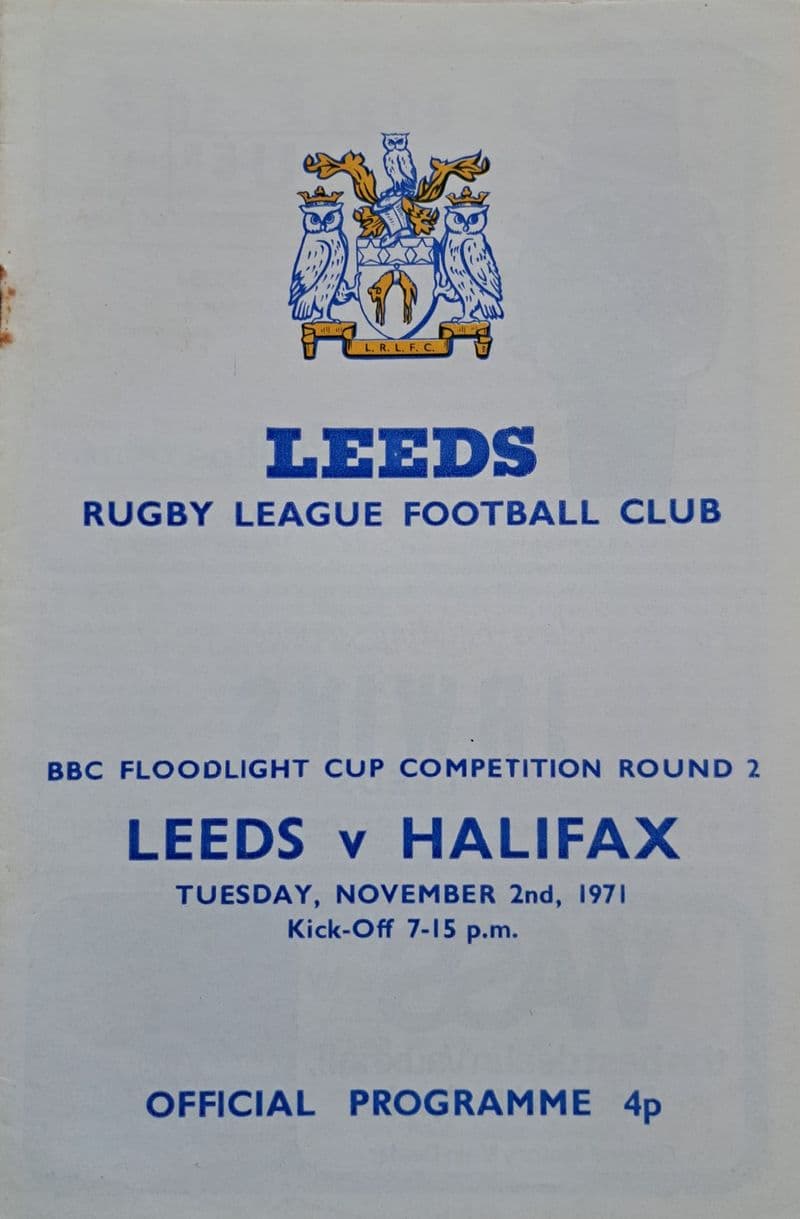 L. R. L. F. C.
LEEDS
RUGBY LEAGUE FOOTBALL CLUB
BBC FLOODLIGHT CUP COMPETITION ROUND 2
LEEDS v HALIFAX
TUESDAY, NOVEMBER 2nd, 1971
Kick-Off 7-15 p.m.
OFFICIAL PROGRAMME 4p